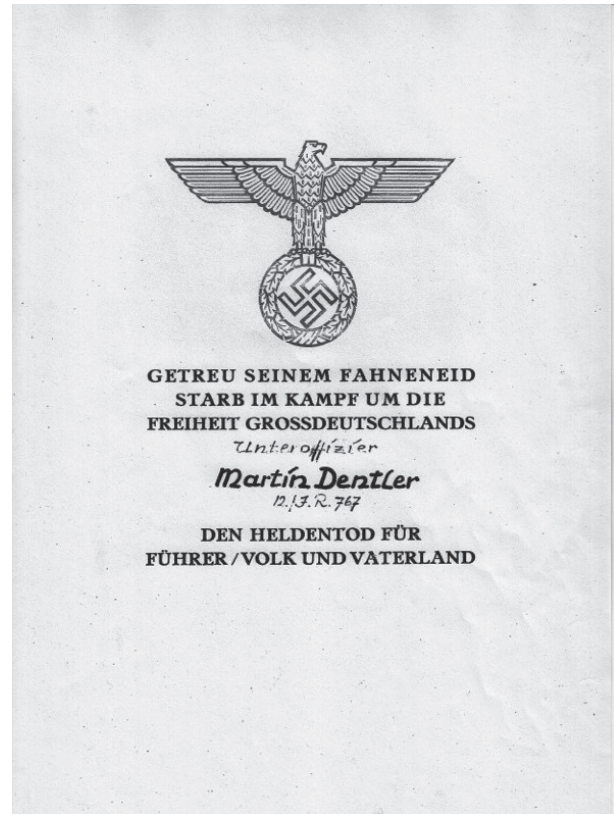 GETREU SEINEM FAHNENEID
STARB IM KAMPF UM DIE
FREIHEIT GROSSDEUTSCHLANDS
Unteroffizier
Martin Dentler
12./J.R. 767
DEN HELDENTOD FÜR
FÜHRER/VOLK UND VATERLAND